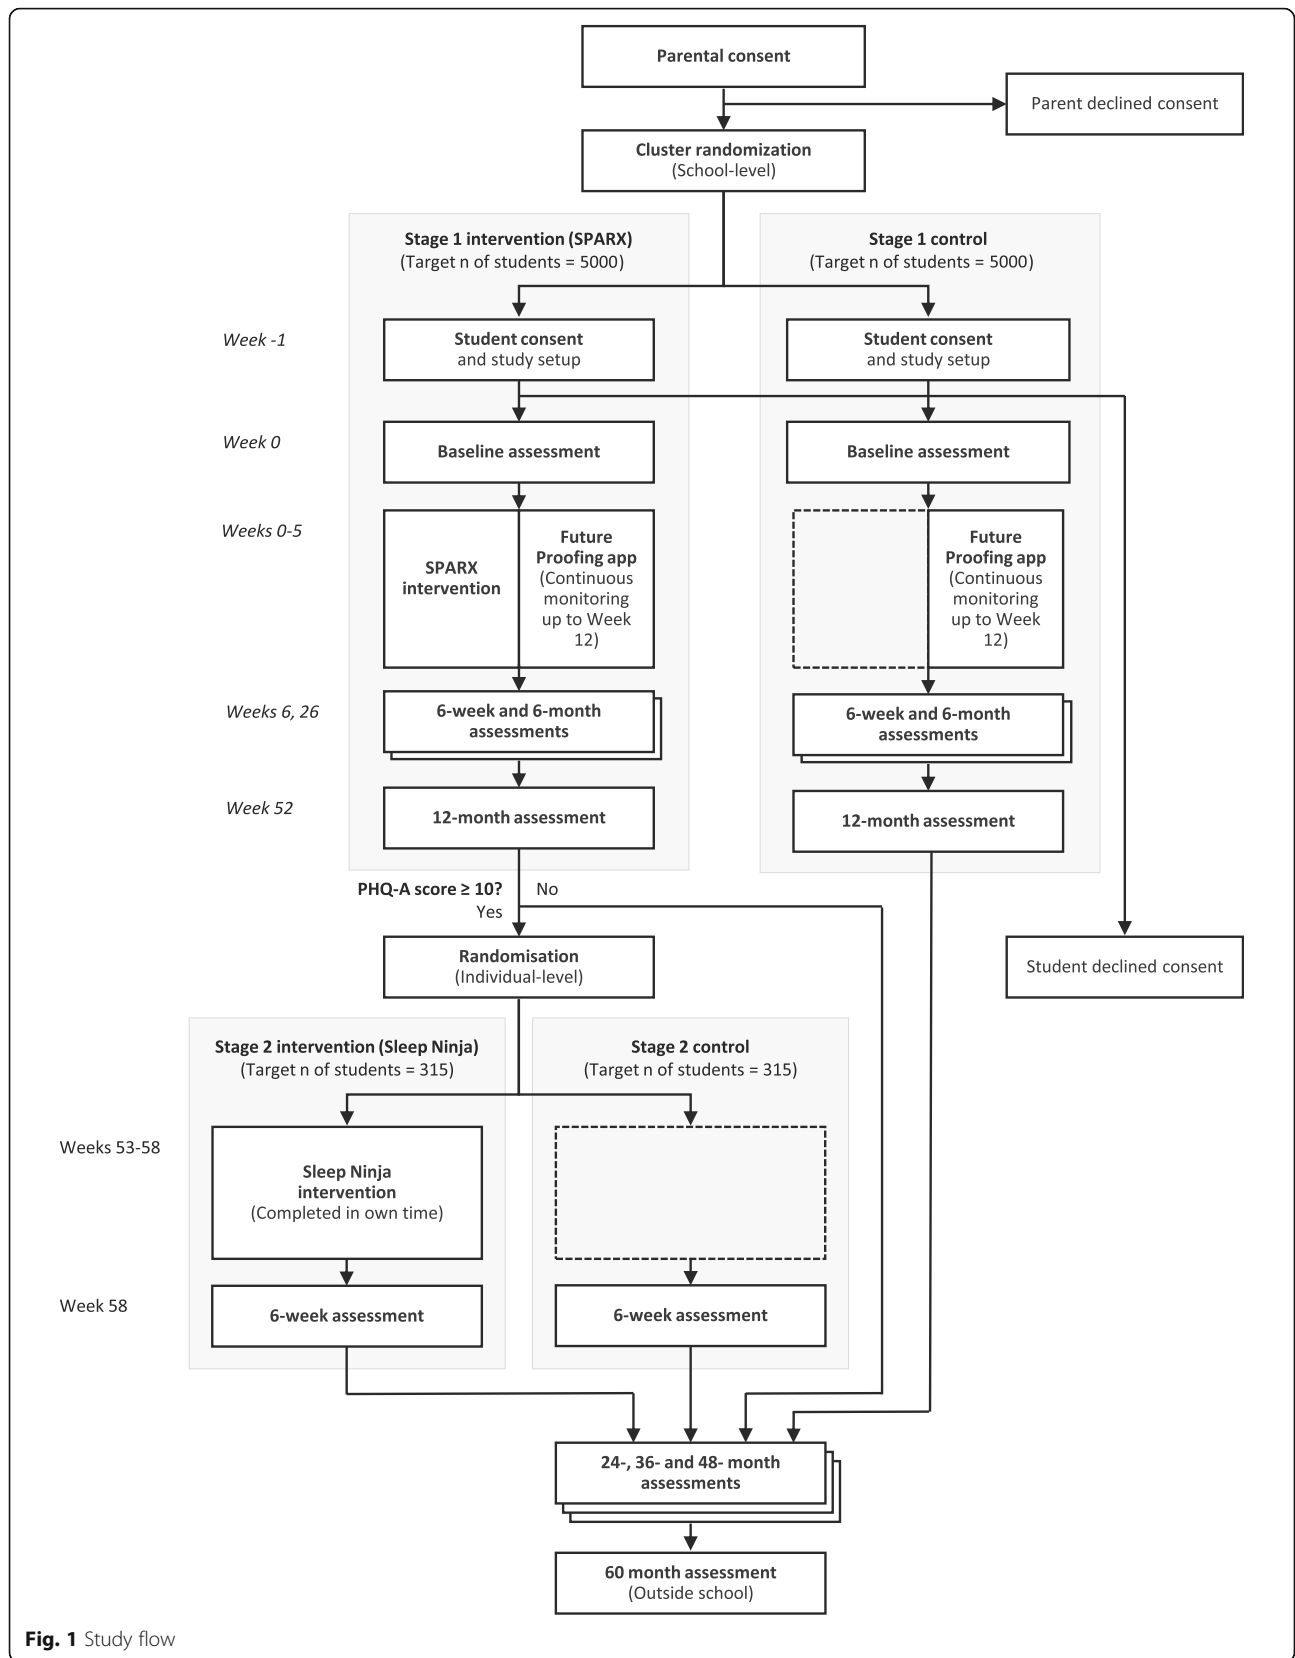 Parental consent
Parent declined consent
Cluster randomization
(School-level)
Stage 1 intervention (SPARX)
(Target n of students = 5000)
Stage 1 control
(Target n of students = 5000)
Week -1
Student consent
and study setup
Student consent
and study setup
Week 0
Baseline assessment
Baseline assessment
Weeks 0-5
SPARX
intervention
Future
Proofing app
(Continuous
monitoring
up to Week
12)
Future
Proofing app
(Continuous
monitoring
up to Week
12)
Weeks 6, 26
6-week and 6-month
assessments
6-week and 6-month
assessments
Week 52
12-month assessment
12-month assessment
PHQ-A score ≥ 10?
No
Yes
Randomisation
(Individual-level)
Student declined consent
Stage 2 intervention (Sleep Ninja)
(Target n of students = 315)
Stage 2 control
(Target n of students = 315)
Weeks 53-58
Sleep Ninja
intervention
(Completed in own time)
Week 58
6-week assessment
6-week assessment
24-, 36- and 48- month
assessments
60 month assessment
(Outside school)
Fig. 1 Study flow